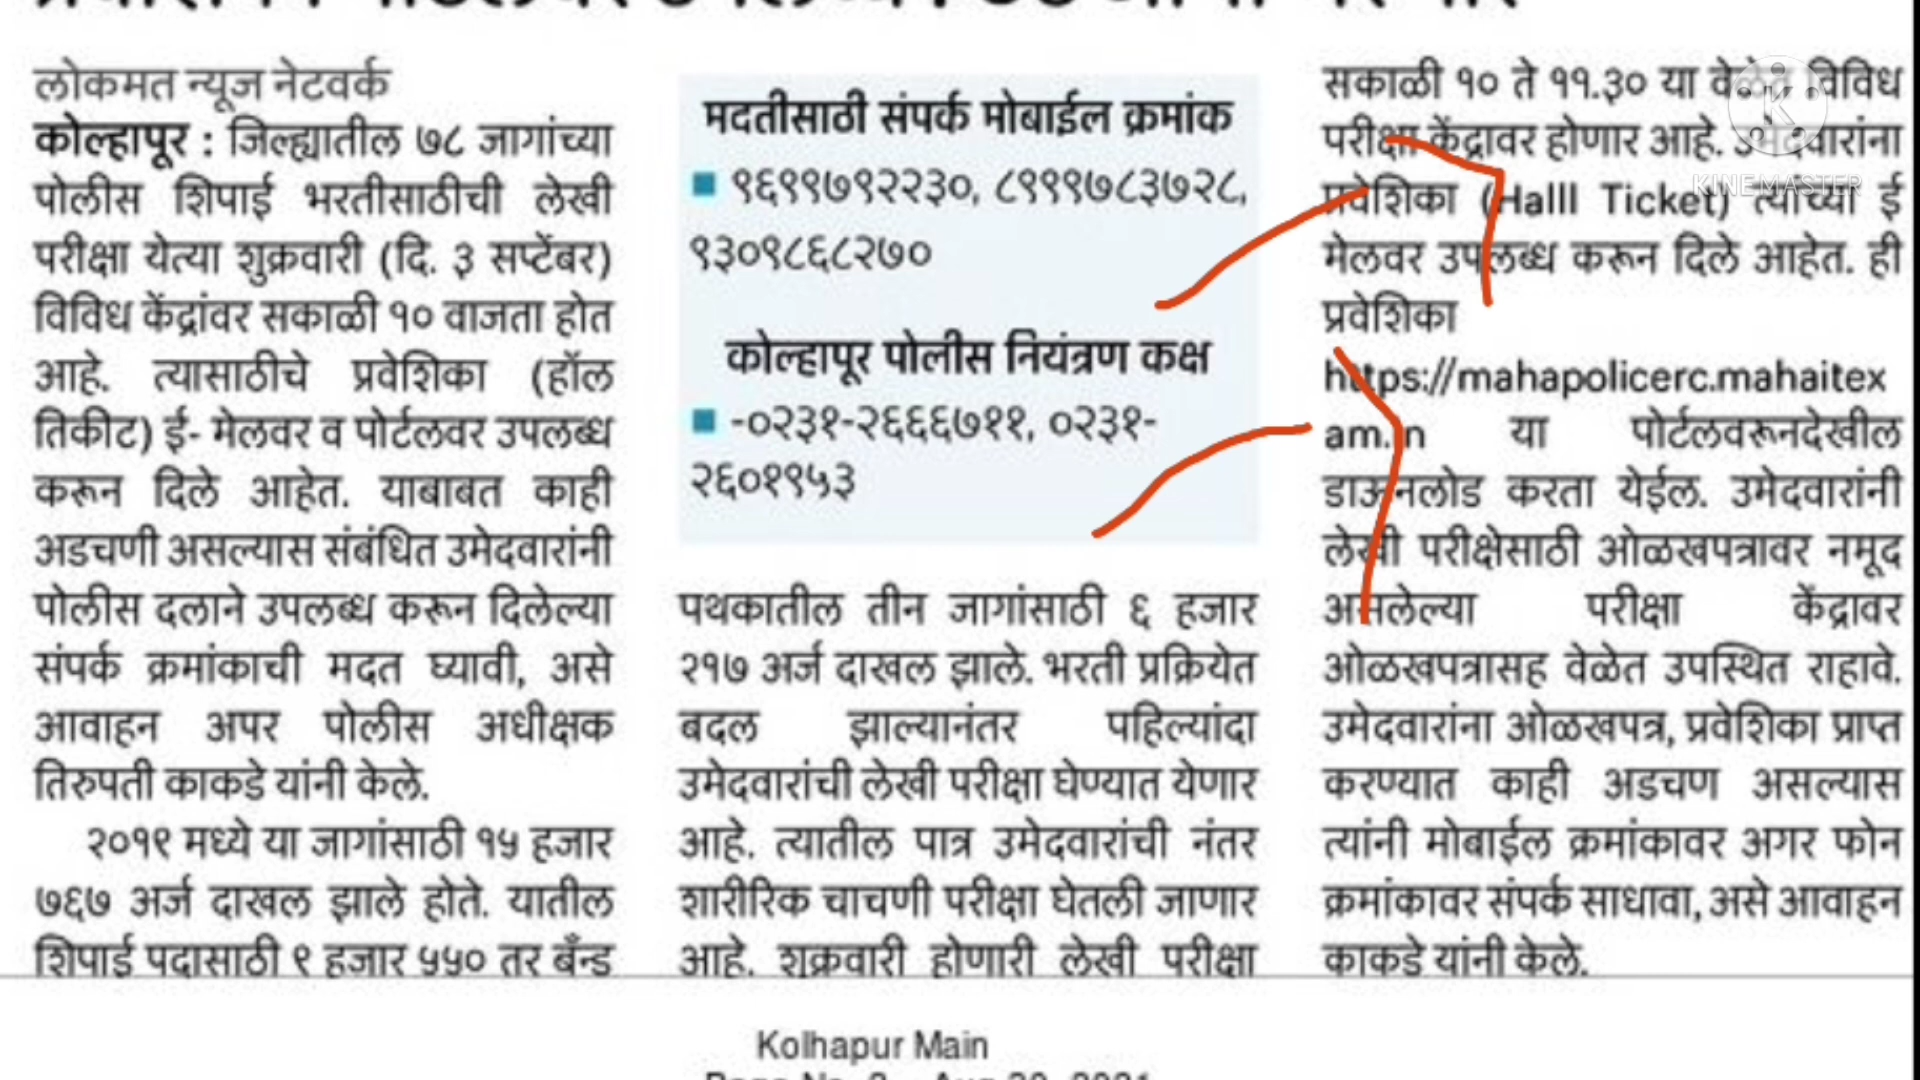 लोकमत न्यूज नेटवर्क
कोल्हापूर : जिल्ह्यातील ७८ जागांच्या
पोलीस शिपाई भरतीसाठीची लेखी
परीक्षा येत्या शुक्रवारी (दि. ३ सप्टेंबर)
विविध केंद्रांवर सकाळी १० वाजता होत
आहे. त्यासाठीचे प्रवेशिका (हॉल
तिकीट) ई- मेलवर व पोर्टलवर उपलब्ध
करून दिले आहेत. याबाबत काही
अडचणी असल्यास संबंधित उमेदवारांनी
पोलीस दलाने उपलब्ध करून दिलेल्या
संपर्क क्रमांकाची मदत घ्यावी, असे
आवाहन अपर पोलीस अधीक्षक
तिरुपती काकडे यांनी केले.
२०१९ मध्ये या जागांसाठी १५ हजार
७६७ अर्ज दाखल झाले होते. यातील
शिपाई पदासाठी ९ हजार ५५० तर बँन्ड
मदतीसाठी संपर्क मोबाईल क्रमांक
९६९९७९२२३०, ८९९९७८३७२८,
९३०९८६८२७०
कोल्हापूर पोलीस नियंत्रण कक्ष
-०२३१-२६६६७११, ०२३१-
२६०१९५३
पथकातील तीन जागांसाठी ६ हजार
२१७ अर्ज दाखल झाले. भरती प्रक्रियेत
बदल झाल्यानंतर पहिल्यांदा
उमेदवारांची लेखी परीक्षा घेण्यात येणार
आहे. त्यातील पात्र उमेदवारांची नंतर
शारीरिक चाचणी परीक्षा घेतली जाणार
आहे. शुक्रवारी होणारी लेखी परीक्षा
सकाळी १० ते ११.३० या वेळेत विविध
परीक्षा केंद्रावर होणार आहे. उमेदवारांना
प्रवेशिका (Halll Ticket) त्यांच्या ई
मेलवर उपलब्ध करून दिले आहेत. ही
प्रवेशिका
https://mahapolicerc.mahaitex
am.in या पोर्टलवरूनदेखील
डाऊनलोड करता येईल. उमेदवारांनी
लेखी परीक्षेसाठी ओळखपत्रावर नमूद
असलेल्या परीक्षा केंद्रावर
ओळखपत्रासह वेळेत उपस्थित राहावे.
उमेदवारांना ओळखपत्र, प्रवेशिका प्राप्त
करण्यात काही अडचण असल्यास
त्यांनी मोबाईल क्रमांकावर अगर फोन
क्रमांकावर संपर्क साधावा, असे आवाहन
काकडे यांनी केले.
K
KINEMASTER
Kolhapur Main